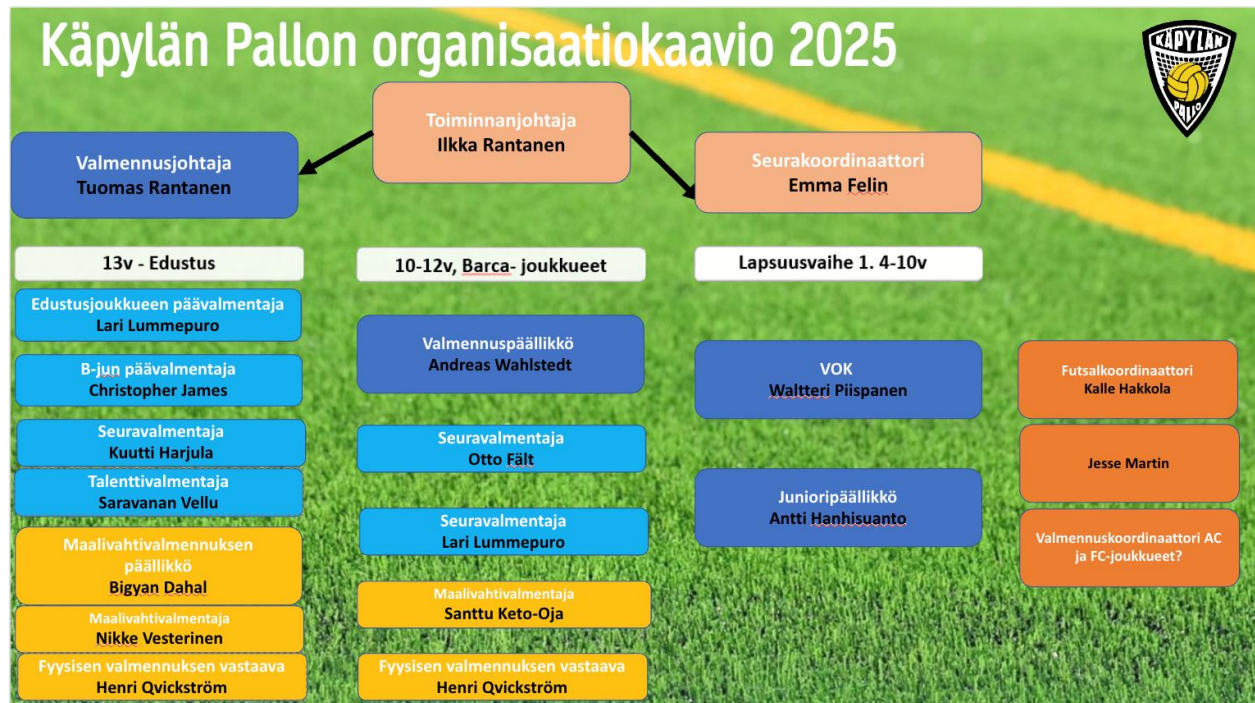 Käpylän Pallon organisaatiokaavio 2025
KÄPYLÄN
PALLO
Toiminnanjohtaja
Ilkka Rantanen
Valmennusjohtaja
Tuomas Rantanen
Seurakoordinaattori
Emma Felin
13v - Edustus
Edustusjoukkueen päävalmentaja
Lari Lummepuro
B-jun päävalmentaja
Christopher James
Seuravalmentaja
Kuutti Harjula
Talenttivalmentaja
Saravanan Vellu
Maalivahtivalmennuksen
päällikkö
Bigyan Dahal
Maalivahtivalmentaja
Nikke Vesterinen
Fyysisen valmennuksen vastaava
Henri Qvickström
10-12v, Barca- joukkueet
Valmennuspäällikkö
Andreas Wahlstedt
Seuravalmentaja
Otto Fält
Seuravalmentaja
Lari Lummepuro
Maalivahtivalmentaja
Santtu Keto-Oja
Fyysisen valmennuksen vastaava
Henri Qvickström
Lapsuusvaihe 1. 4-10v
VOK
Waltteri Piispanen
Junioripäällikkö
Antti Hanhisuanto
Futsalkoordinaattori
Kalle Hakkola
Jesse Martin
Valmennuskoordinaattori AC
ja FC-joukkueet?